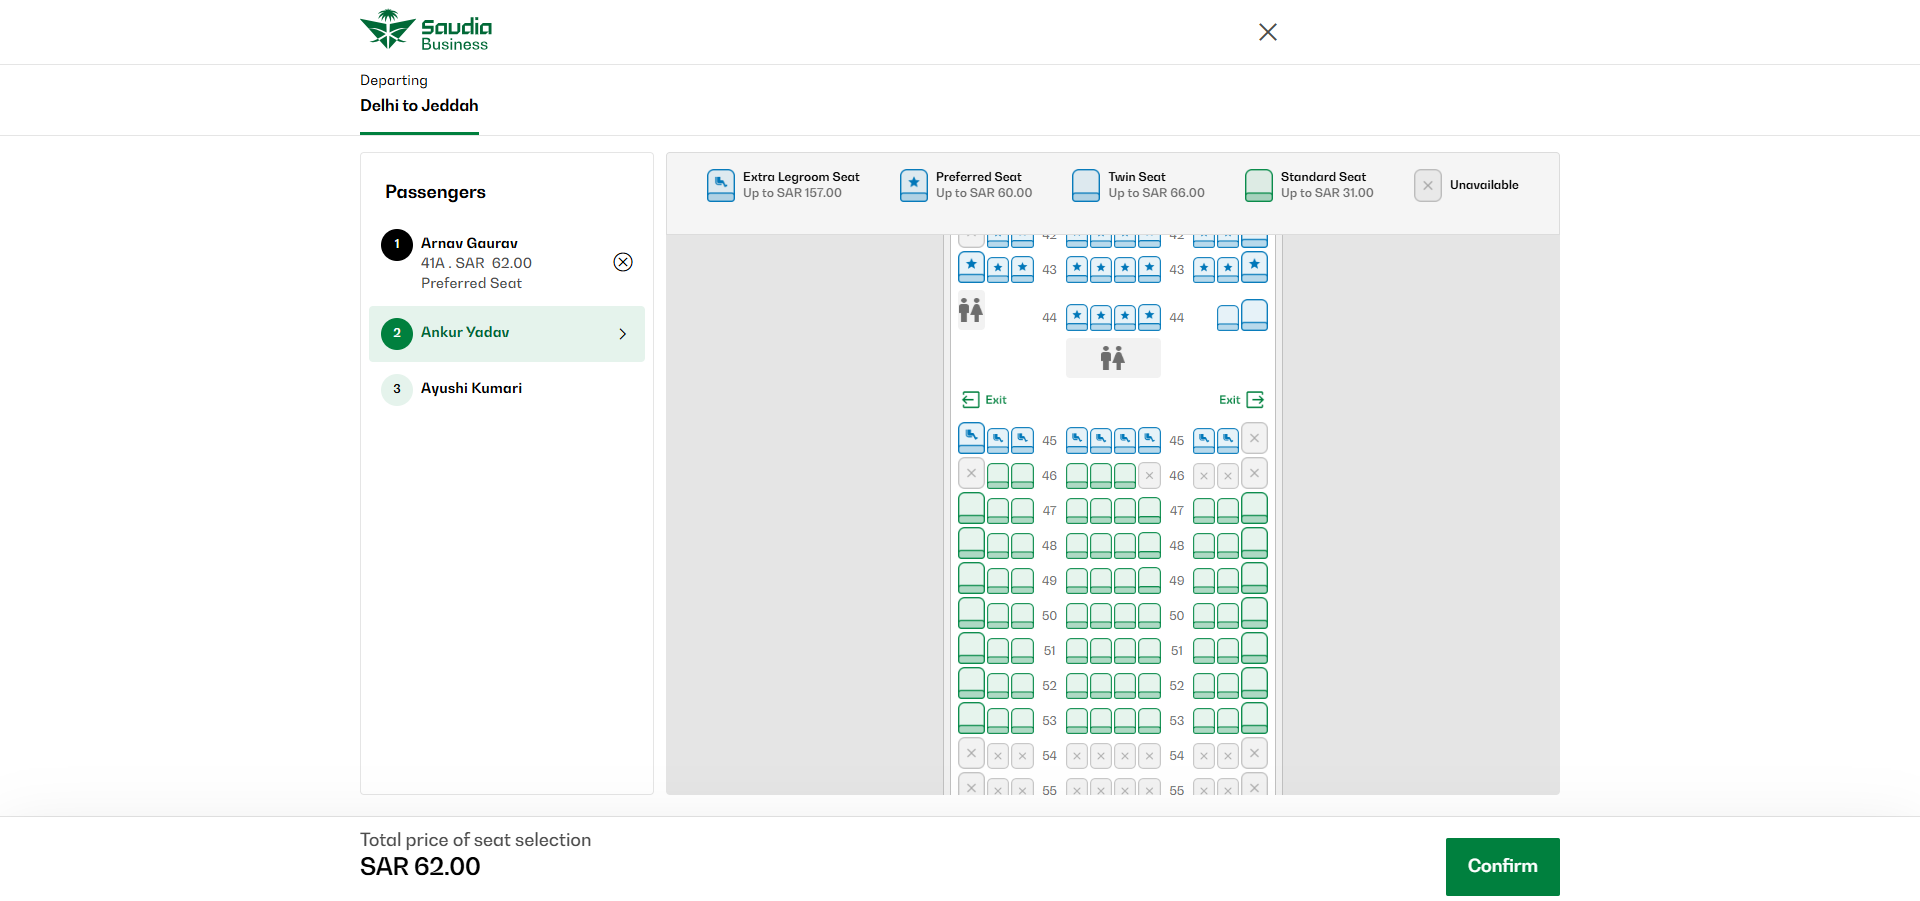 Saudia
Business
Departing
Delhi to Jeddah
Passengers
1 Arnav Gaurav
41A . SAR 62.00
Preferred Seat
2 Ankur Yadav
3 Ayushi Kumari
Extra Legroom Seat
Up to SAR 157.00
Preferred Seat
Up to SAR 60.00
Twin Seat
Up to SAR 66.00
Standard Seat
Up to SAR 31.00
Unavailable
42 42
43 43
44 44
Exit Exit
45 45
46 46
47 47
48 48
49 49
50 50
51 51
52 52
53 53
54 54
55 55
Total price of seat selection
SAR 62.00
Confirm